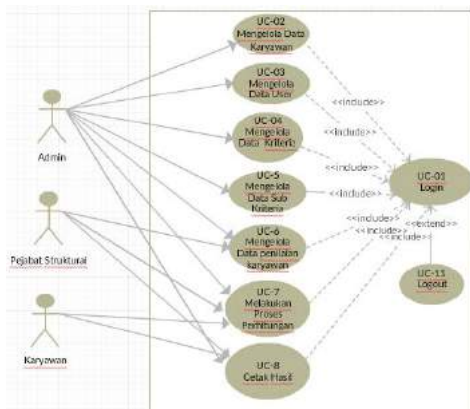 UC-02
Mengelola Data
Karyawan
UC-03
Mengelola
Data User
UC-04
Mengelola
Data Kriteria
UC-5
Mengelola
Data Sub
Kriteria
UC-6
Mengelola
Data penilaian
karyawan
UC-7
Melakukan
Proses
Perhitungan
UC-8
Cetak Hasil
Admin
Pejabat Struktural
Karyawan
<<include>>
<<include>>
<<include>>
<<include>>
<<include>>
<<include>>
<<extend>>
<<include>>
UC-01
Login
UC-11
Logout